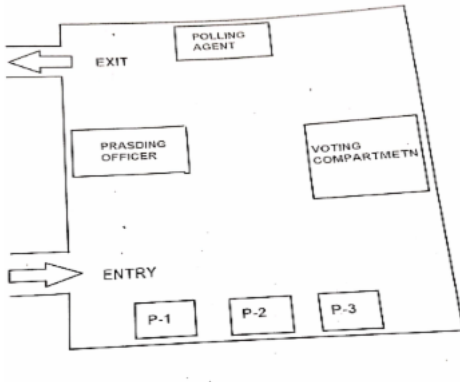 POLLING
AGENT
EXIT
PRASDING
OFFICER
VOTING
COMPARTMETN
ENTRY
P-1
P-2
P-3